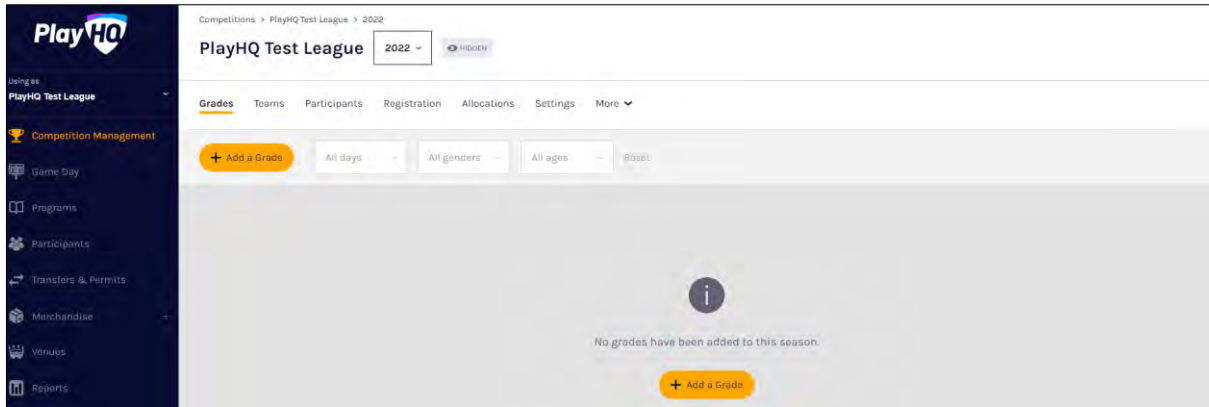 PlayHQ
Using as
PlayHQ Test League
Competition Management
Game Day
Programs
Participants
Transfers & Permits
Merchandise +
Venues
Reports
Competitions > PlayHQ Test League > 2022
PlayHQ Test League 2022 HIDDEN
Grades Teams Participants Registration Allocations Settings More
+ Add a Grade All days All genders All ages Reset
i
No grades have been added to this season.
+ Add a Grade